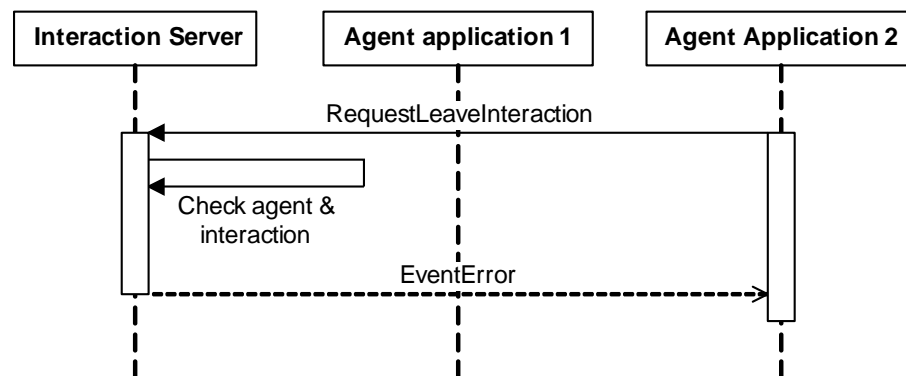 Interaction Server
Agent application 1
Agent Application 2
RequestLeaveInteraction
Check agent &
interaction
EventError